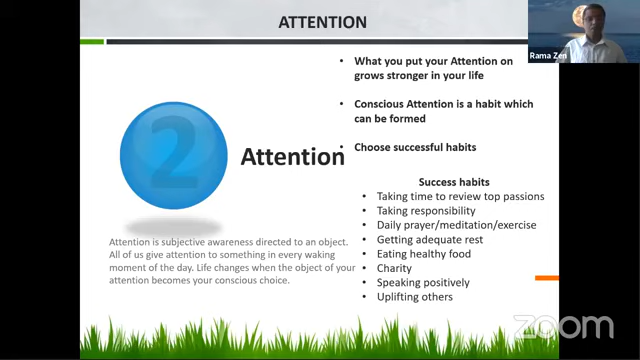 ATTENTION
Rama Zen
• What you put your Attention on
grows stronger in your life
• Conscious Attention is a habit which
can be formed
• Choose successful habits
2
Attention
Attention is subjective awareness directed to an object.
All of us give attention to something in every waking
moment of the day. Life changes when the object of your
attention becomes your conscious choice.
Success habits
• Taking time to review top passions
• Taking responsibility
• Daily prayer/meditation/exercise
• Getting adequate rest
• Eating healthy food
• Charity
• Speaking positively
• Uplifting others
zoom